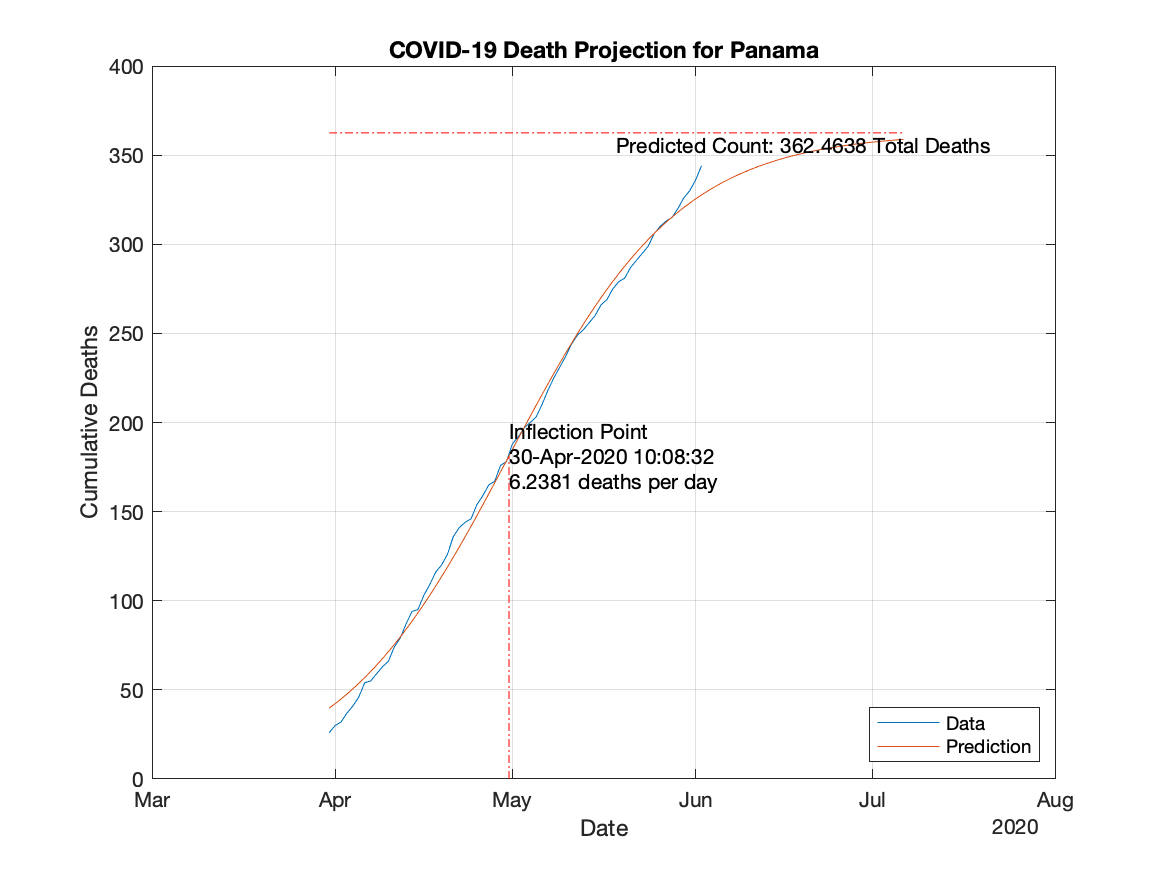 COVID-19 Death Projection for Panama
400
350
300
250
200
150
100
50
0
Cumulative Deaths
Predicted Count: 362.4638 Total Deaths
Inflection Point
30-Apr-2020 10:08:32
6.2381 deaths per day
Data
Prediction
Mar Apr May Jun Jul Aug
Date
2020